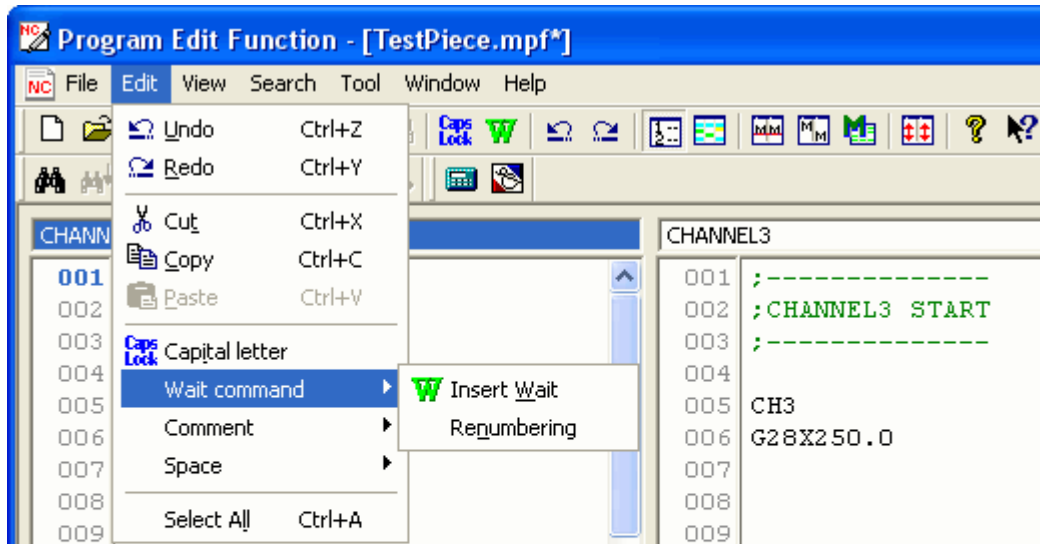 NC Program Edit Function - [TestPiece.mpf*]
NC File Edit View Search Tool Window Help
Undo Ctrl+Z
Redo Ctrl+Y
Cut Ctrl+X
Copy Ctrl+C
Paste Ctrl+V
Caps Lock Capital letter
Wait command
Comment
Space
Select All Ctrl+A
W Insert Wait
Renumbering
Caps Lock W
CHANN
001
002
003
004
005
006
007
008
009
CHANNEL3
001 ;--------------
002 ;CHANNEL3 START
003 ;--------------
004
005 CH3
006 G28X250.0
007
008
009